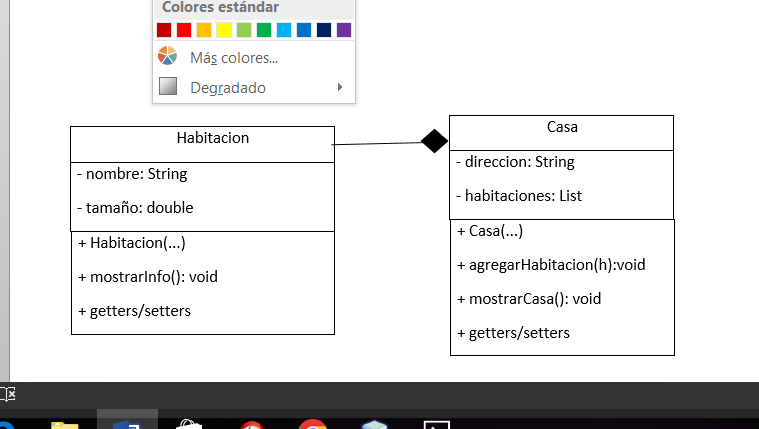 Colores estándar
Más colores...
Degradado
Habitacion
- nombre: String
- tamaño: double
+ Habitacion(...)
+ mostrarInfo(): void
+ getters/setters
Casa
- direccion: String
- habitaciones: List
+ Casa(...)
+ agregarHabitacion(h):void
+ mostrarCasa(): void
+ getters/setters